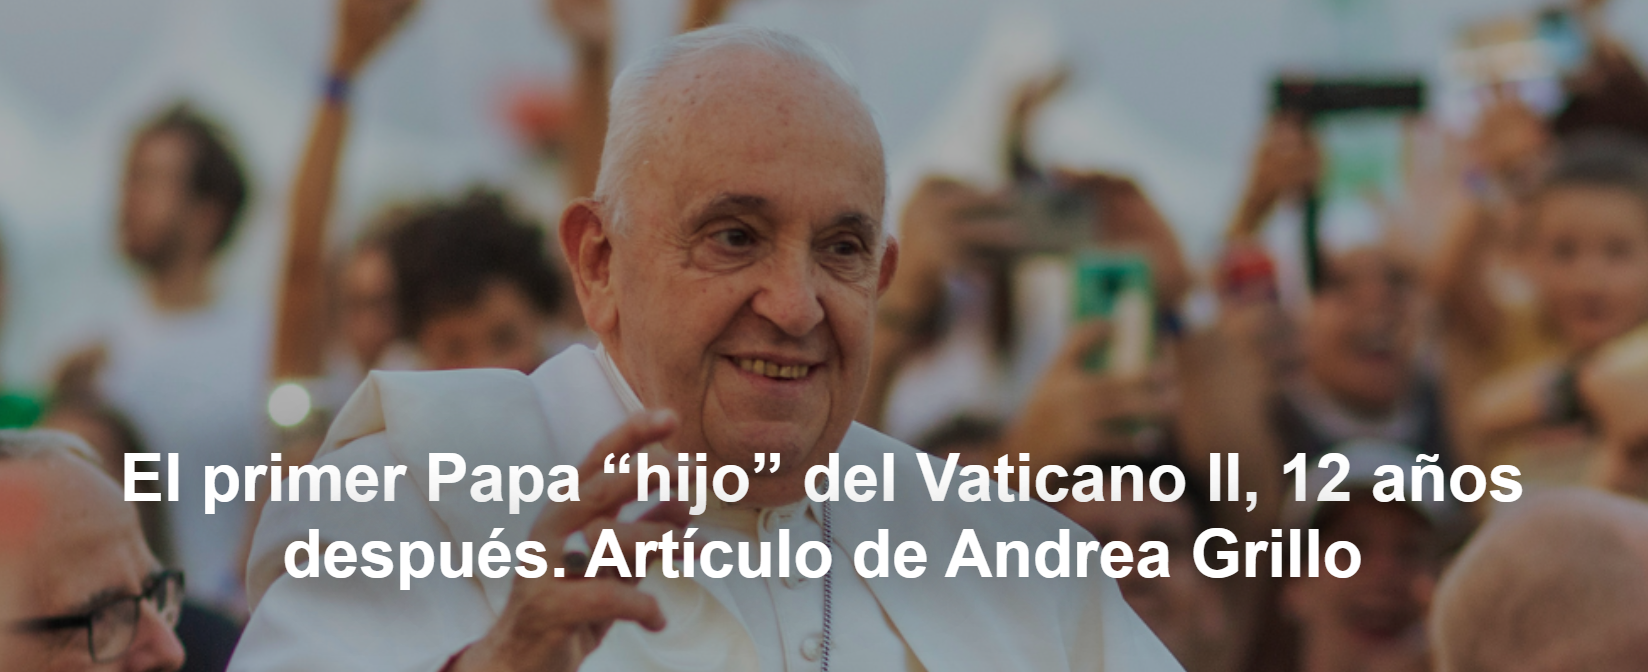 El primer Papa “hijo” del Vaticano II, 12 años
después. Artículo de Andrea Grillo